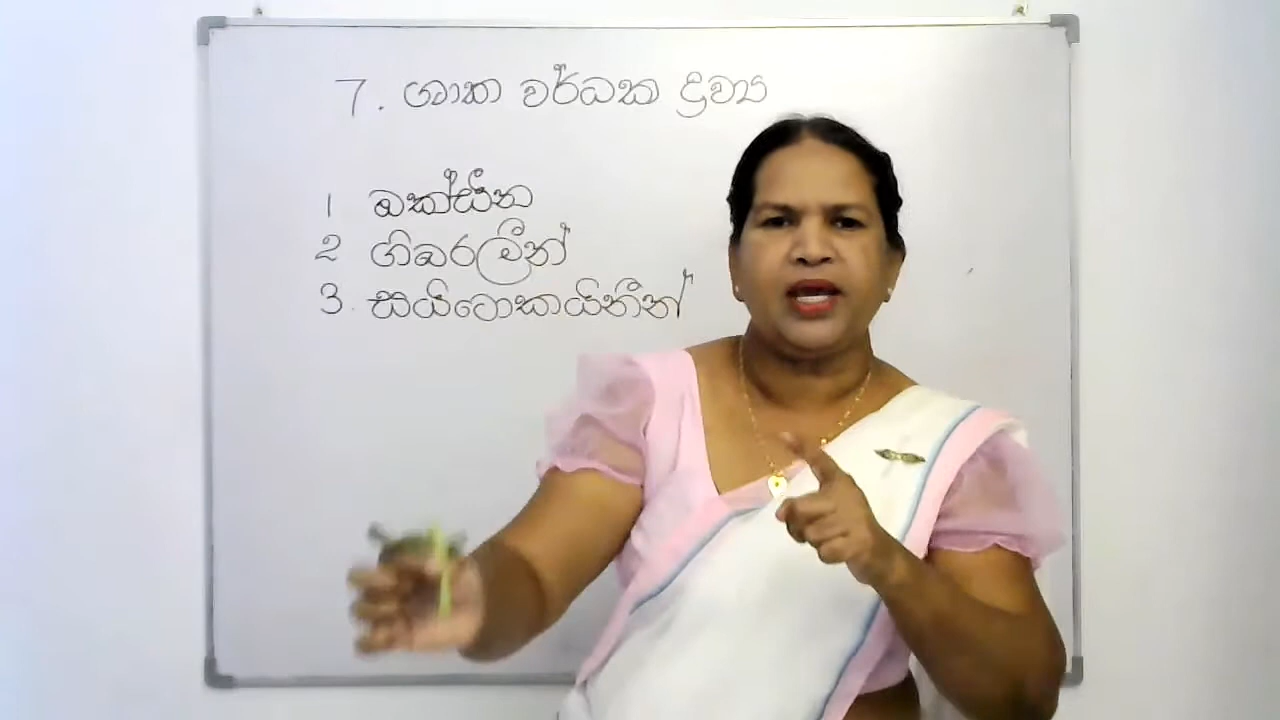 7. ශාක වර්ධක ද්‍රව්‍ය
1 ඔක්සීන
2 ගිබරලීන්
3. සයිටොකයිනීන්